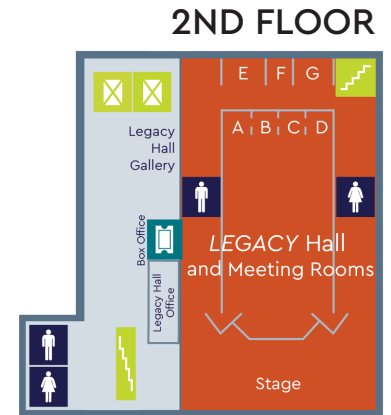 2ND FLOOR
E F G
A B C D
Legacy
Hall
Gallery
Box Office
LEGACY Hall
and Meeting Rooms
Legacy Hall
Office
Stage